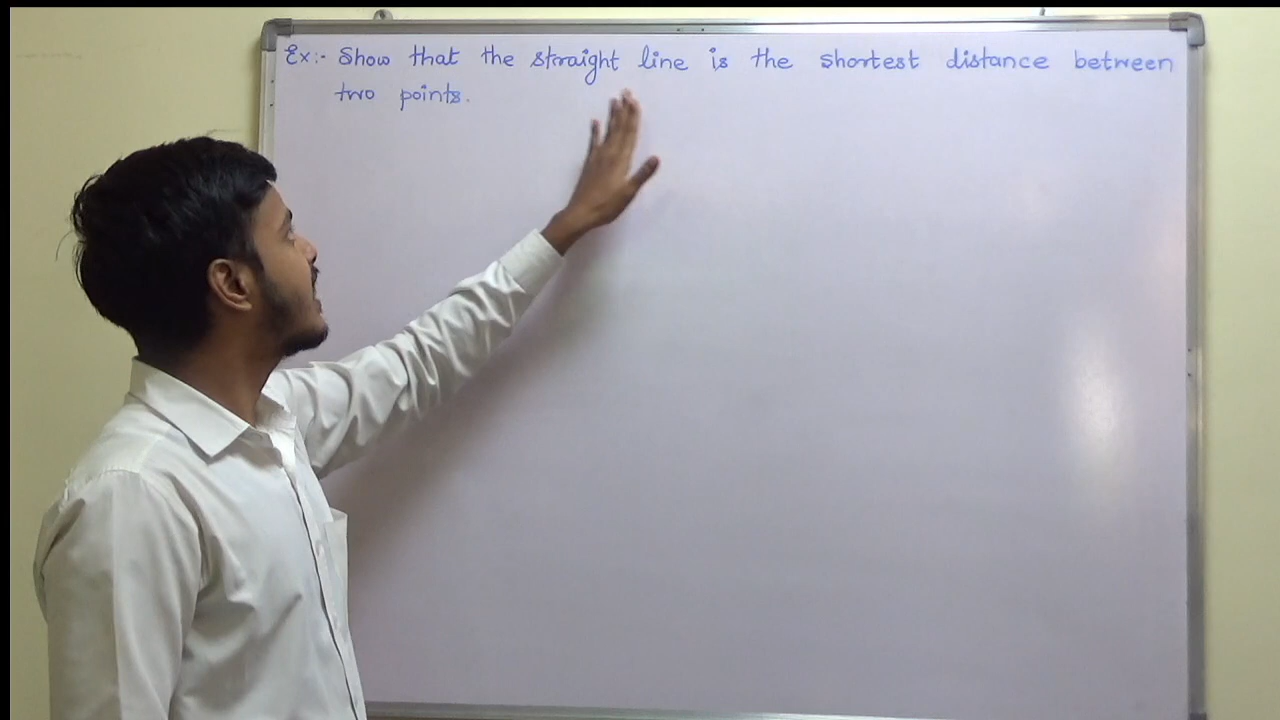 Ex:- Show that the straight line is the shortest distance between
two points.